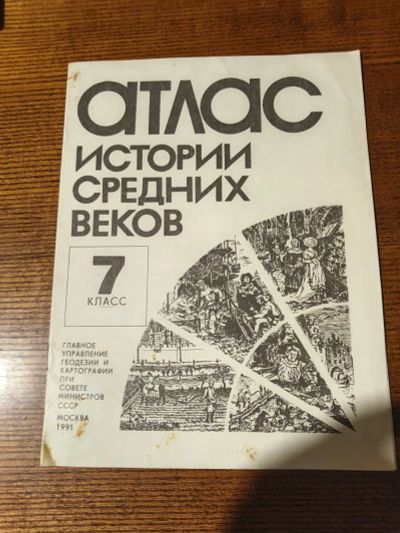 атлас
ИСТОРИИ
СРЕДНИХ
ВЕКОВ
7
КЛАСС
ГЛАВНОЕ
УПРАВЛЕНИЕ
ГЕОДЕЗИИ И
КАРТОГРАФИИ
ПРИ
СОВЕТЕ
МИНИСТРОВ
СССР
МОСКВА
1991